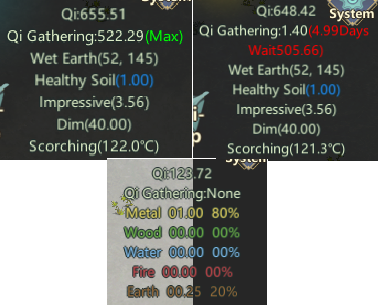 Qi:655.51
Qi Gathering:522.29(Max)
Wet Earth(52, 145)
Healthy Soil(1.00)
Impressive(3.56)
Dim(40.00)
Scorching(122.0°C)
System
Qi:648.42
Qi Gathering:1.40(4.99Days
Wait505.66)
Wet Earth(52, 145)
Healthy Soil(1.00)
Impressive(3.56)
Dim(40.00)
Scorching(121.3°C)
Qi:123.72
Qi Gathering:None
Metal 01.00 80%
Wood 00.00 00%
Water 00.00 00%
Fire 00.00 00%
Earth 00.25 20%